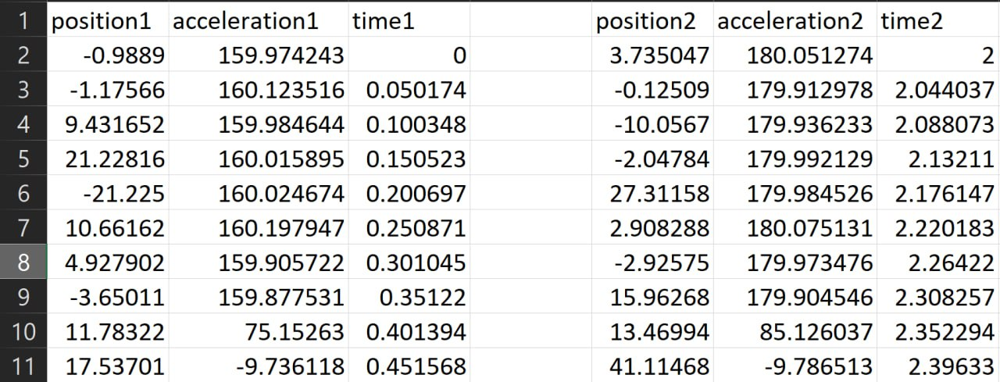 1 position1 acceleration1 time1 position2 acceleration2 time2
2 -0.9889 159.974243 0 3.735047 180.051274 2
3 -1.17566 160.123516 0.050174 -0.12509 179.912978 2.044037
4 9.431652 159.984644 0.100348 -10.0567 179.936233 2.088073
5 21.22816 160.015895 0.150523 -2.04784 179.992129 2.13211
6 -21.225 160.024674 0.200697 27.31158 179.984526 2.176147
7 10.66162 160.197947 0.250871 2.908288 180.075131 2.220183
8 4.927902 159.905722 0.301045 -2.92575 179.973476 2.26422
9 -3.65011 159.877531 0.35122 15.96268 179.904546 2.308257
10 11.78322 75.15263 0.401394 13.46994 85.126037 2.352294
11 17.53701 -9.736118 0.451568 41.11468 -9.786513 2.39633